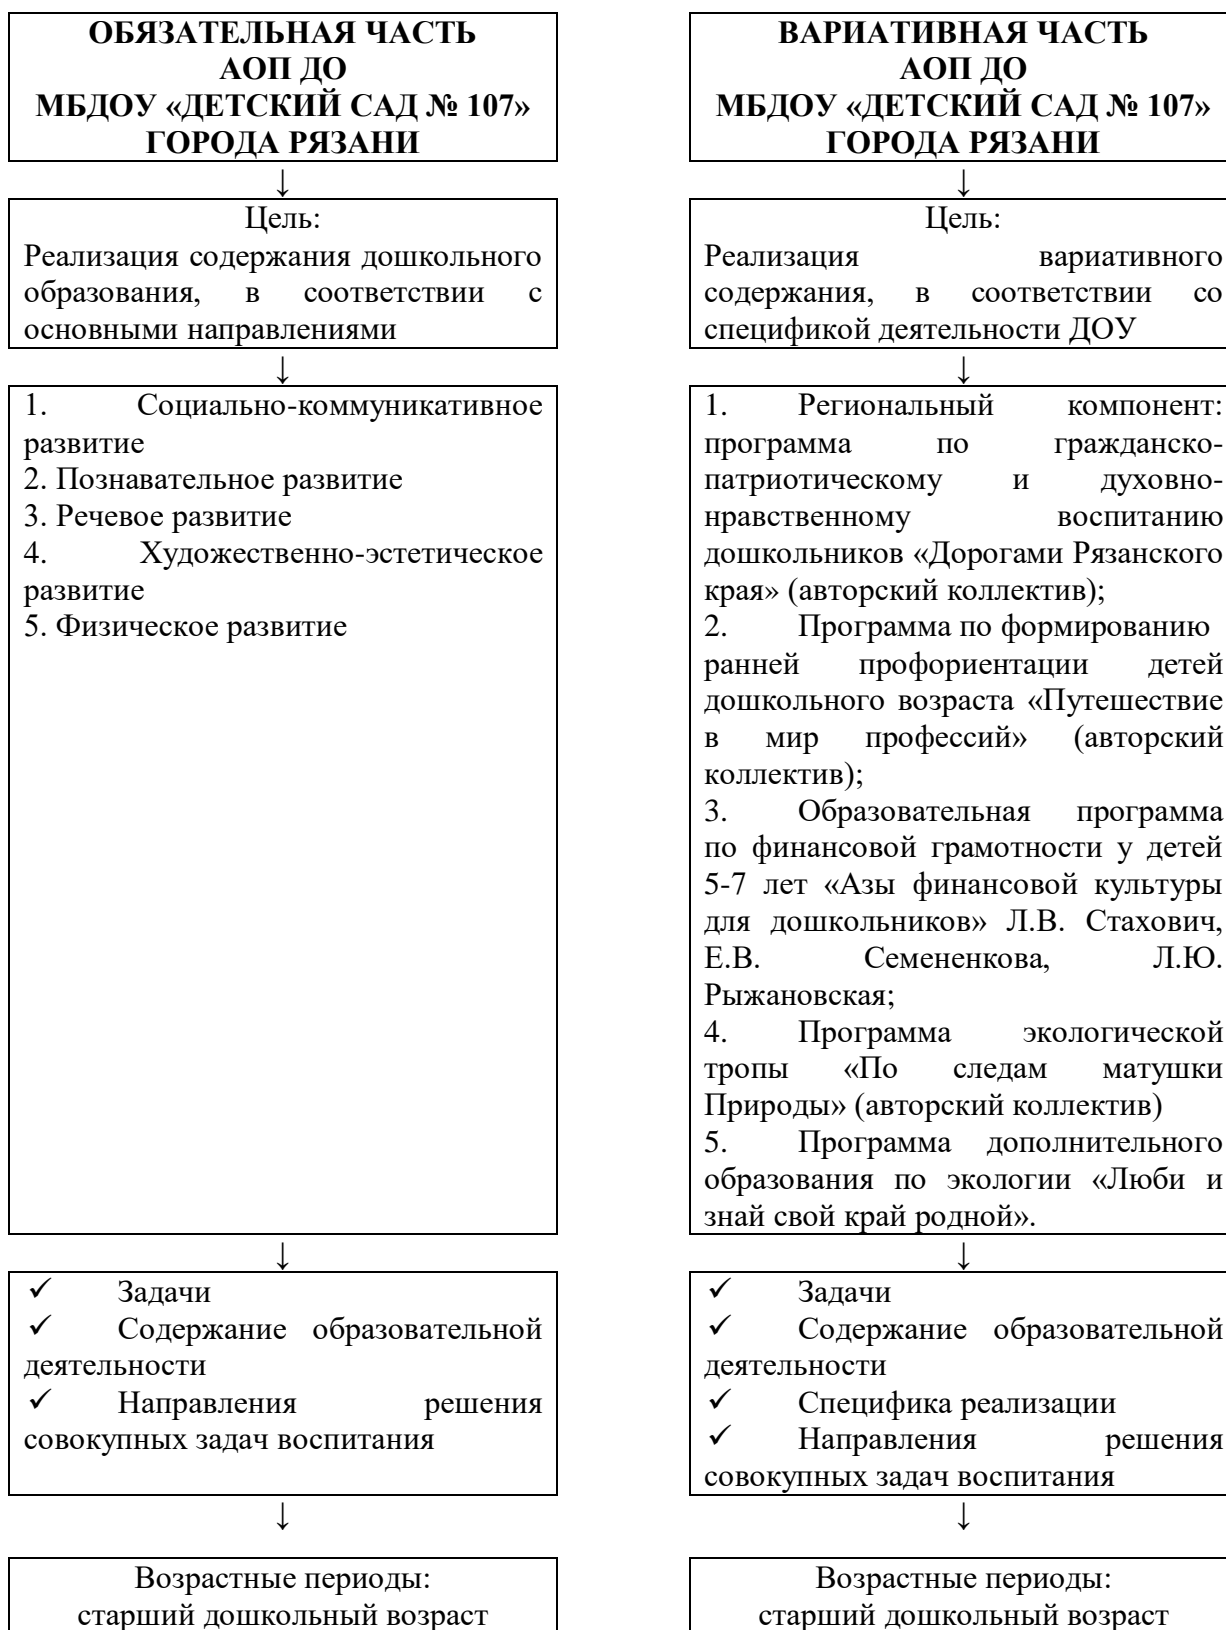 ОБЯЗАТЕЛЬНАЯ ЧАСТЬ
АОП ДО
МБДОУ «ДЕТСКИЙ САД № 107»
ГОРОДА РЯЗАНИ
↓
Цель:
Реализация содержания дошкольного
образования, в соответствии с
основными направлениями
↓
1. Социально-коммуникативное
развитие
2. Познавательное развитие
3. Речевое развитие
4. Художественно-эстетическое
развитие
5. Физическое развитие
↓
✓ Задачи
✓ Содержание образовательной
деятельности
✓ Направления решения
совокупных задач воспитания
↓
Возрастные периоды:
старший дошкольный возраст
ВАРИАТИВНАЯ ЧАСТЬ
АОП ДО
МБДОУ «ДЕТСКИЙ САД № 107»
ГОРОДА РЯЗАНИ
↓
Цель:
Реализация вариативного
содержания, в соответствии со
спецификой деятельности ДОУ
↓
1. Региональный компонент:
программа по гражданско-
патриотическому и духовно-
нравственному воспитанию
дошкольников «Дорогами Рязанского
края» (авторский коллектив);
2. Программа по формированию
ранней профориентации детей
дошкольного возраста «Путешествие
в мир профессий» (авторский
коллектив);
3. Образовательная программа
по финансовой грамотности у детей
5-7 лет «Азы финансовой культуры
для дошкольников» Л.В. Стахович,
Е.В. Семененкова, Л.Ю.
Рыжановская;
4. Программа экологической
тропы «По следам матушки
Природы» (авторский коллектив)
5. Программа дополнительного
образования по экологии «Люби и
знай свой край родной».
↓
✓ Задачи
✓ Содержание образовательной
деятельности
✓ Специфика реализации
✓ Направления решения
совокупных задач воспитания
↓
Возрастные периоды:
старший дошкольный возраст